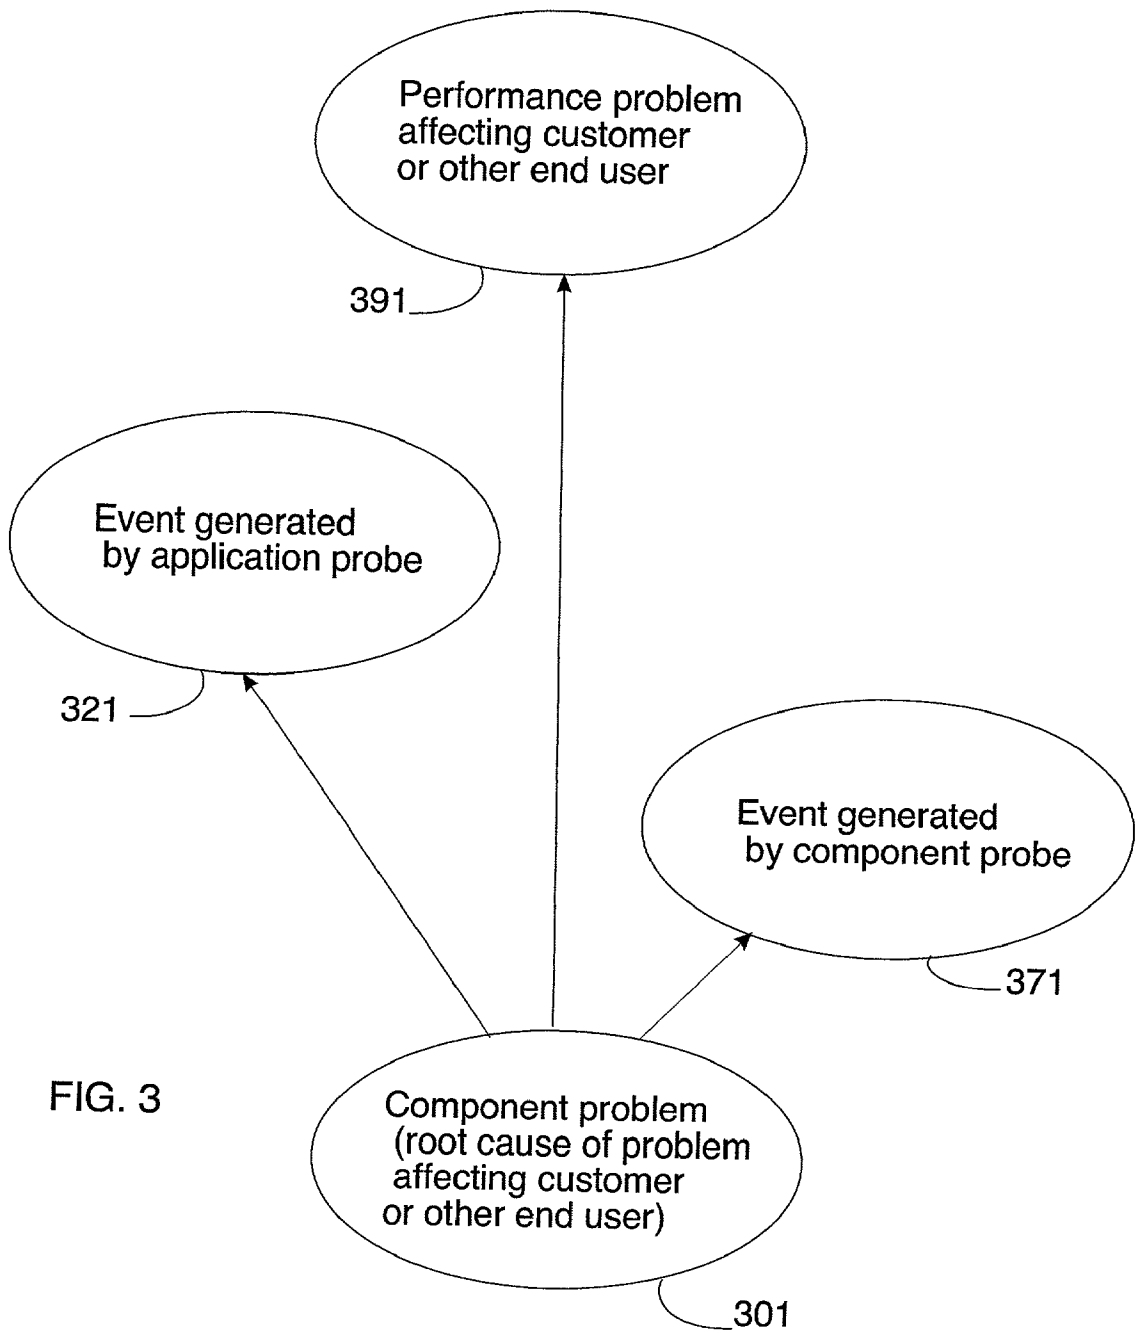 Performance problem
affecting customer
or other end user
391
Event generated
by application probe
321
Event generated
by component probe
371
FIG. 3
Component problem
(root cause of problem
affecting customer
or other end user)
301